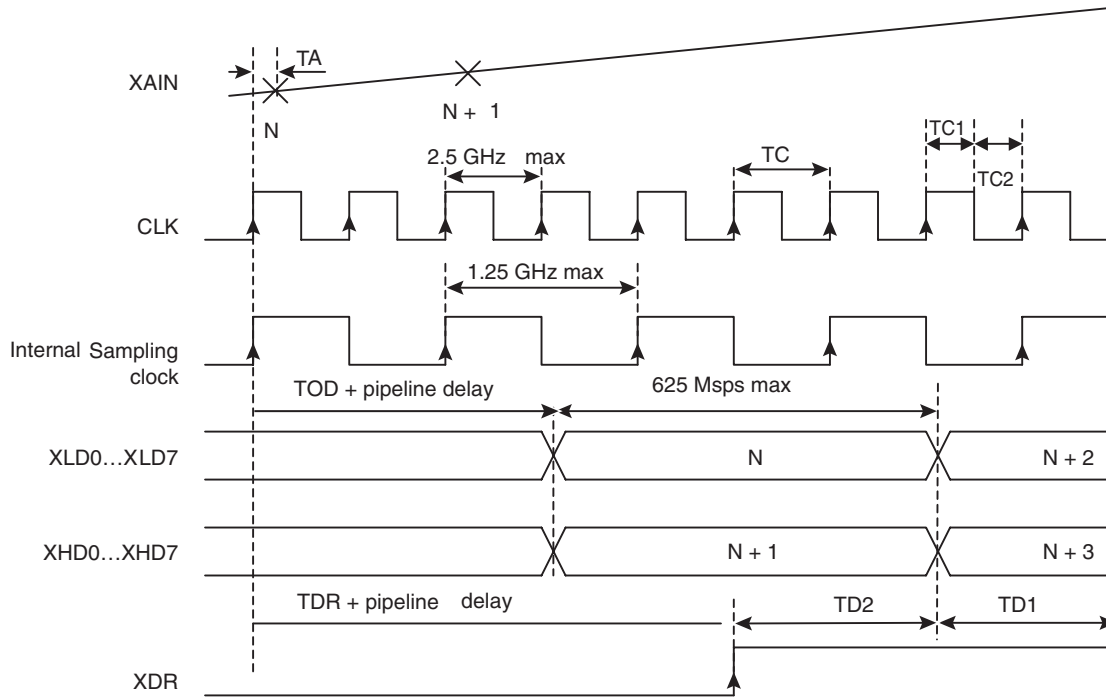 TA
XAIN
N
N + 1
TC1
2.5 GHz max
TC
TC2
CLK
1.25 GHz max
Internal Sampling
clock
TOD + pipeline delay
625 Msps max
XLD0…XLD7
N
N + 2
XHD0…XHD7
N + 1
N + 3
TDR + pipeline delay
TD2
TD1
XDR